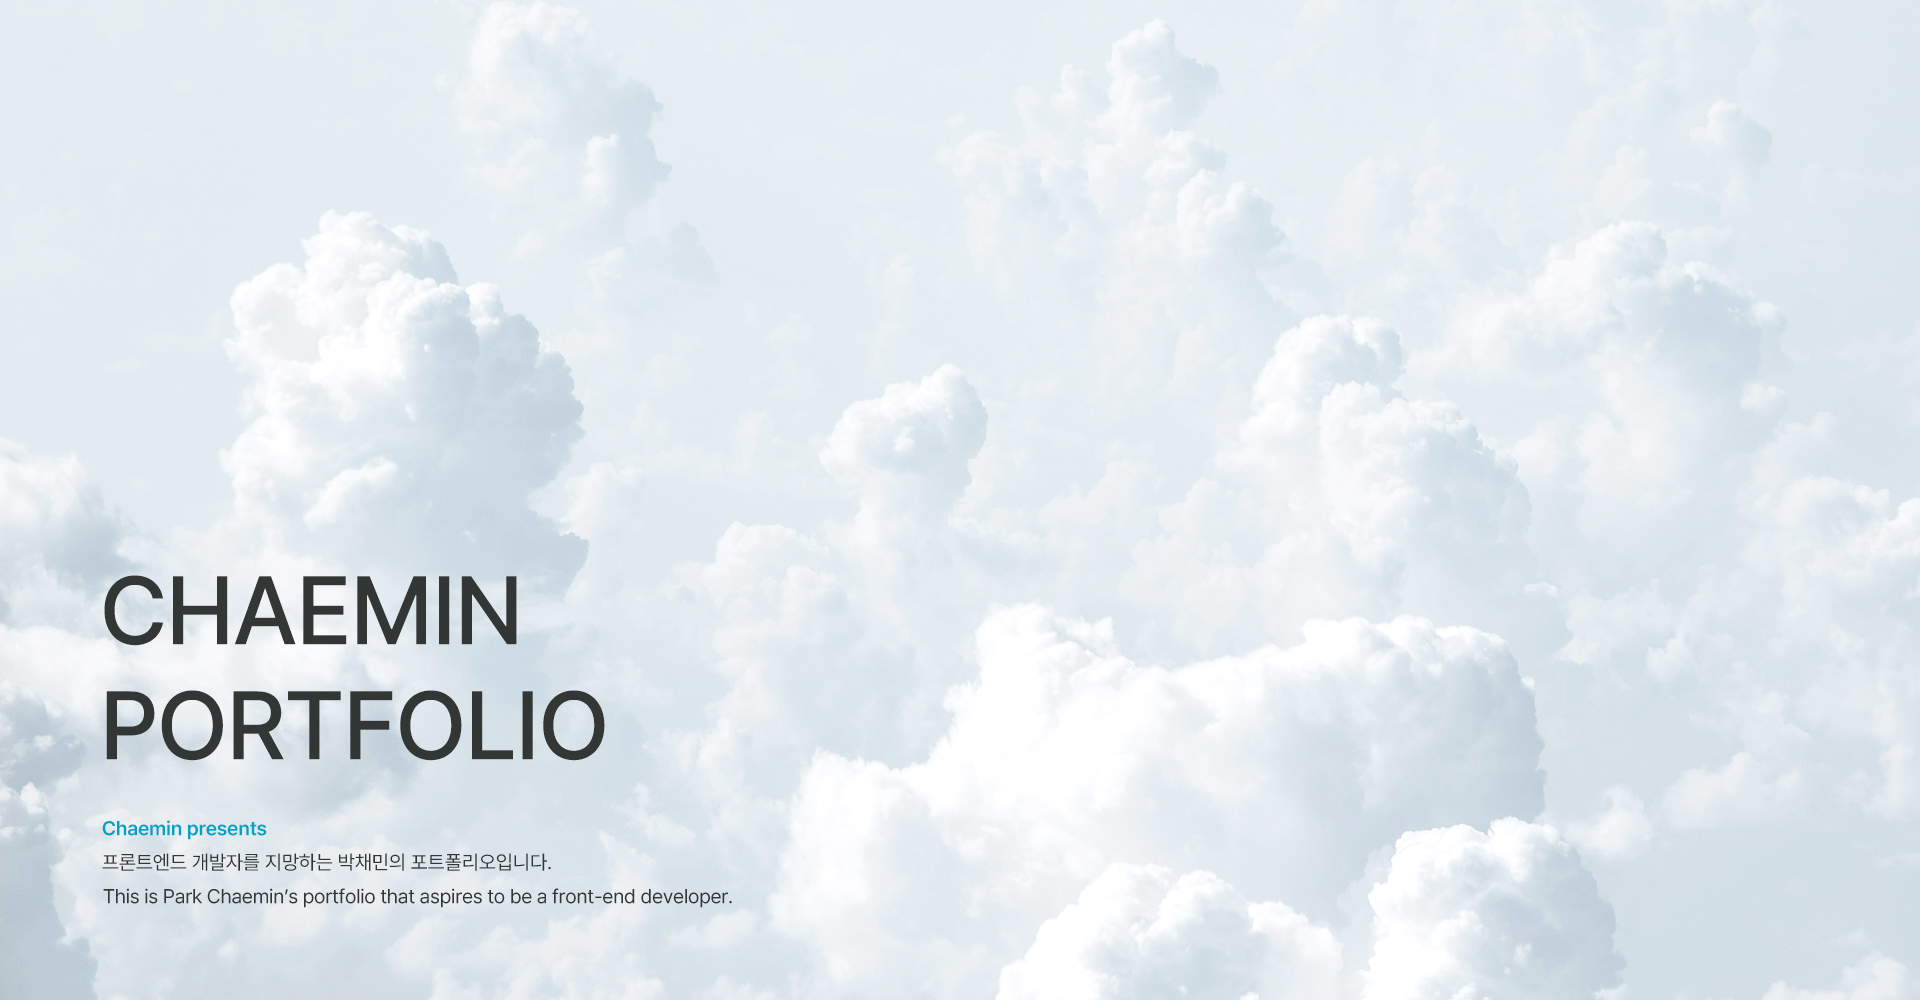 CHAEMIN
PORTFOLIO
Chaemin presents
프론트엔드 개발자를 지망하는 박채민의 포트폴리오입니다.
This is Park Chaemin’s portfolio that aspires to be a front-end developer.